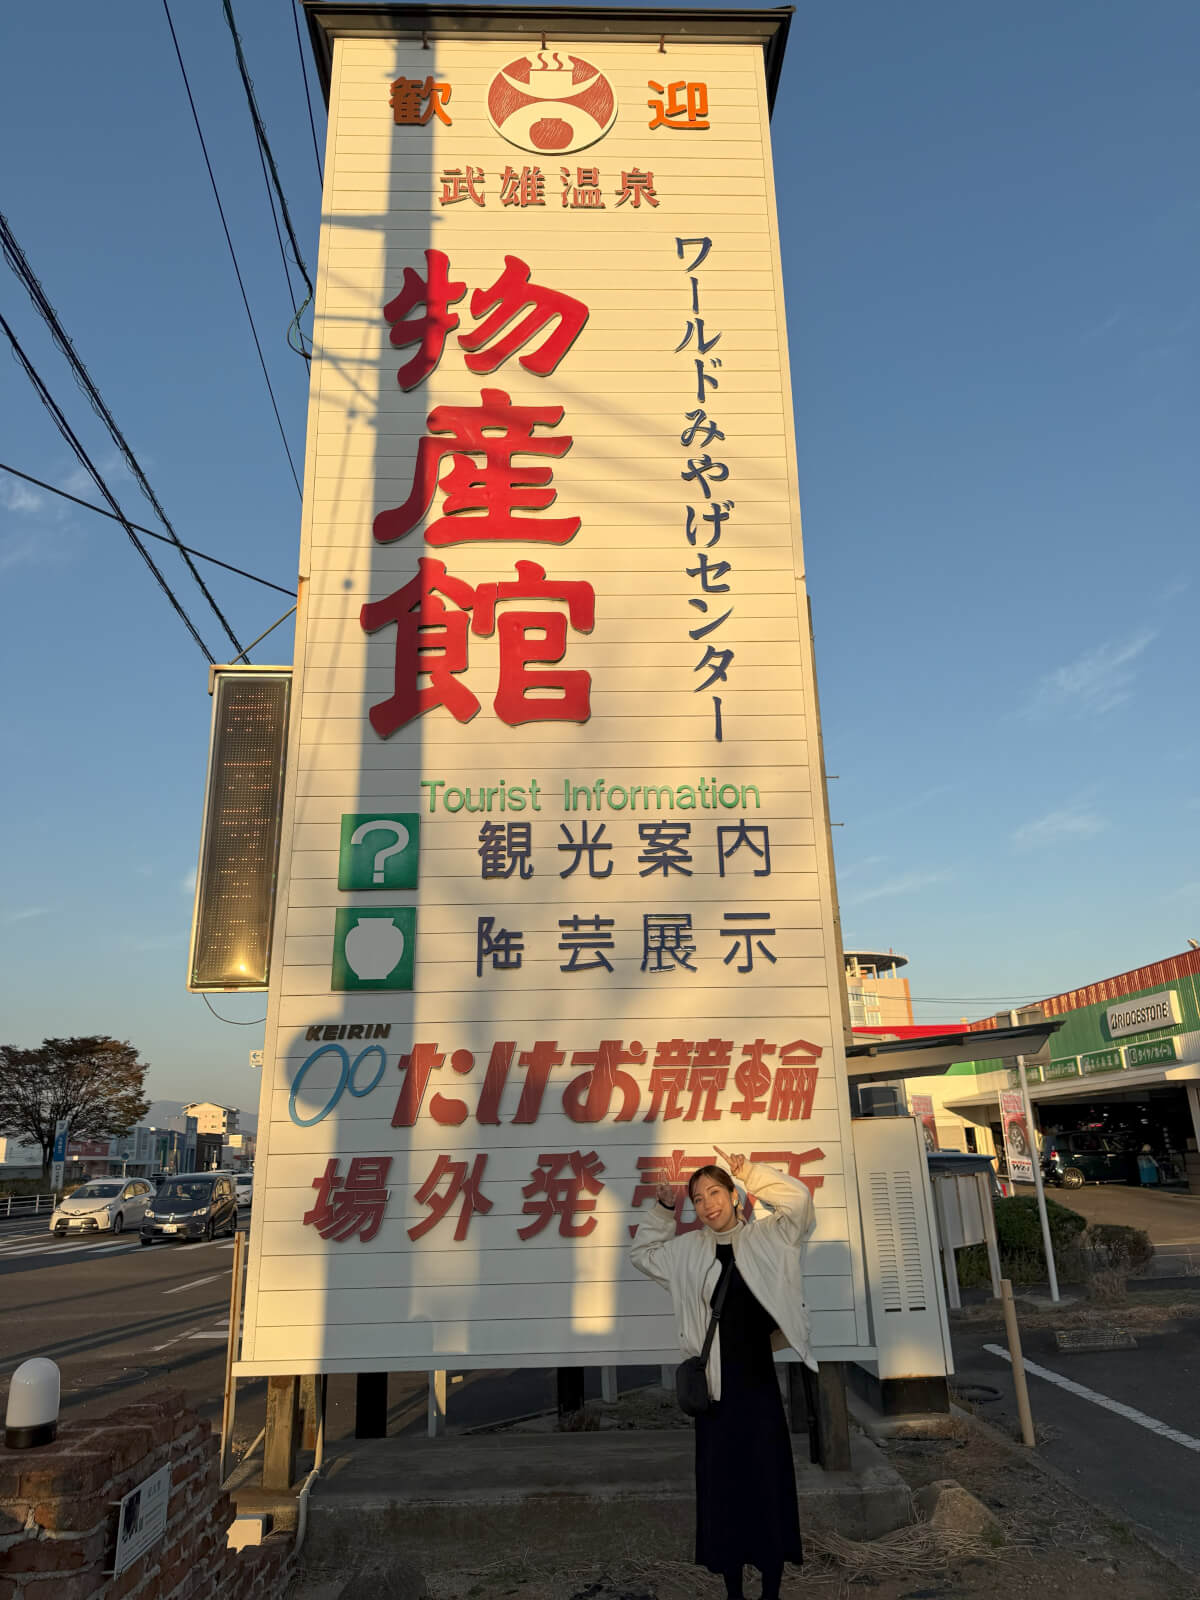 歓迎
武雄温泉
物産館
ワールドみやげセンター
Tourist Information
?
観光案内
陶芸展示
KEIRIN
たけお競輪
場外発売所
BRIDGESTONE